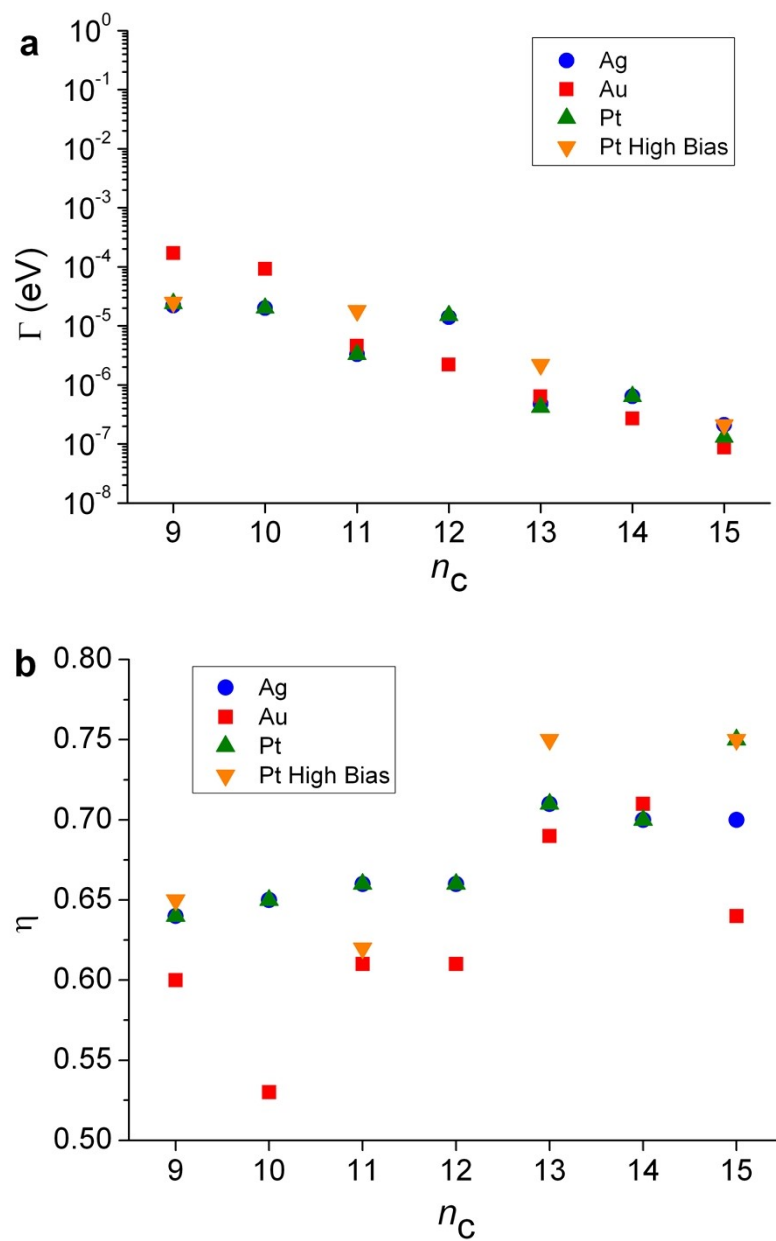 a
10⁰
10⁻¹
10⁻²
10⁻³
10⁻⁴
10⁻⁵
10⁻⁶
10⁻⁷
10⁻⁸
Γ (eV)
Ag
Au
Pt
Pt High Bias
9 10 11 12 13 14 15
n_C
b
0.80
0.75
0.70
0.65
0.60
0.55
0.50
η
Ag
Au
Pt
Pt High Bias
9 10 11 12 13 14 15
n_C